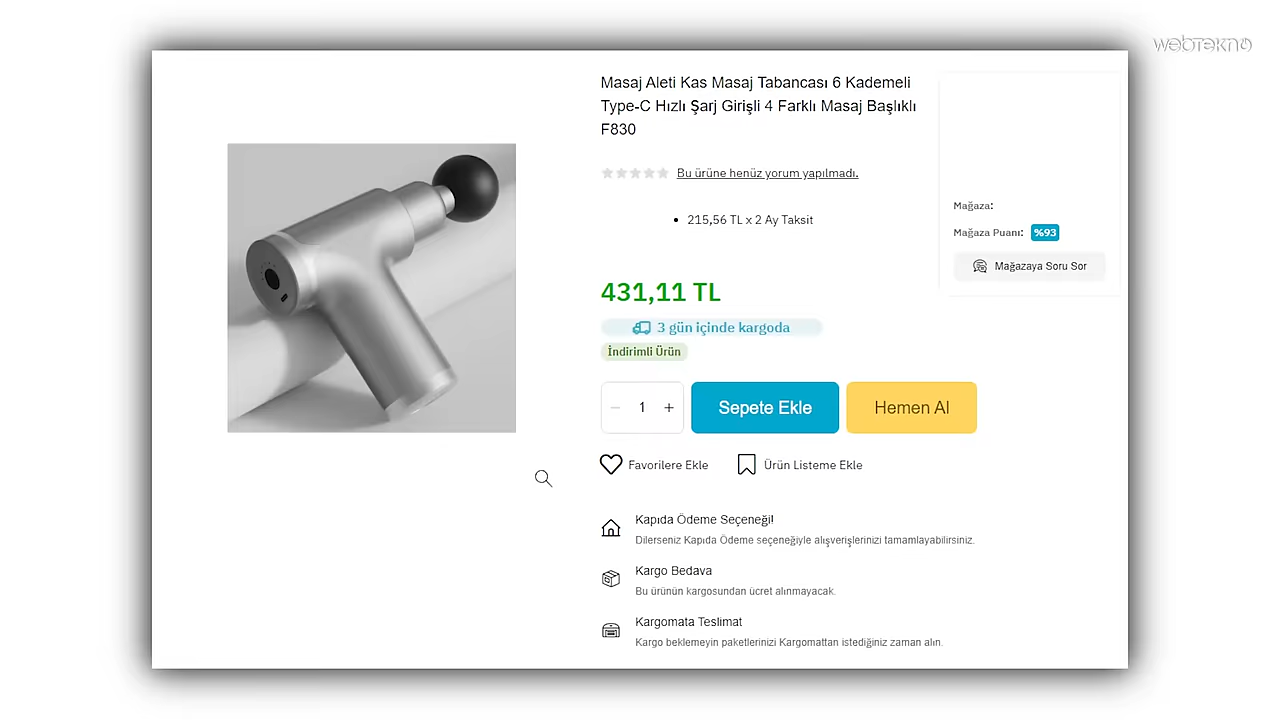 webtekno
Masaj Aleti Kas Masaj Tabancası 6 Kademeli
Type-C Hızlı Şarj Girişli 4 Farklı Masaj Başlıklı
F830
Bu ürüne henüz yorum yapılmadı.
215,56 TL x 2 Ay Taksit
Mağaza:
Mağaza Puanı: %93
Mağazaya Soru Sor
431,11 TL
3 gün içinde kargoda
İndirimli Ürün
1
Sepete Ekle
Hemen Al
Favorilere Ekle
Ürün Listeme Ekle
Kapıda Ödeme Seçeneği!
Dilerseniz Kapıda Ödeme seçeneğiyle alışverişlerinizi tamamlayabilirsiniz.
Kargo Bedava
Bu ürünün kargosundan ücret alınmayacak.
Kargomata Teslimat
Kargo beklemeyin paketlerinizi Kargomattan istediğiniz zaman alın.